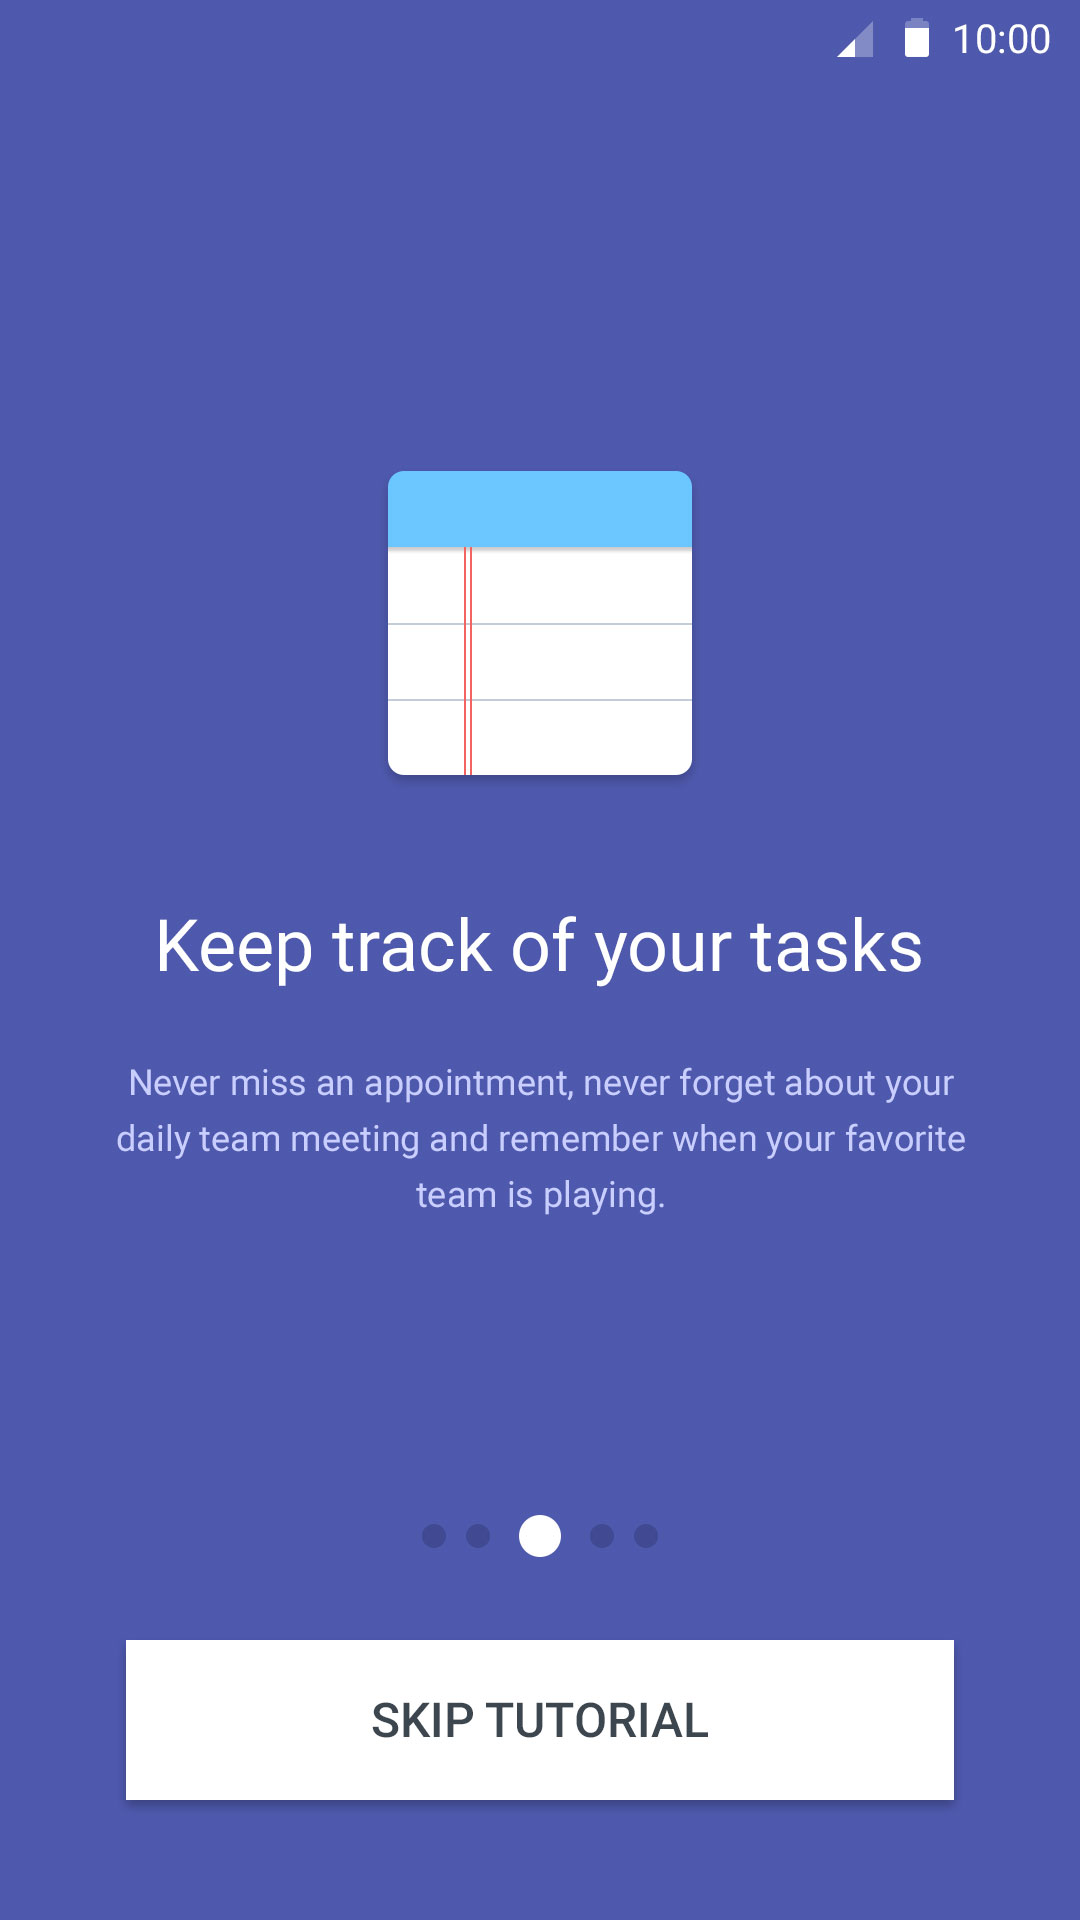 10:00
Keep track of your tasks
Never miss an appointment, never forget about your
daily team meeting and remember when your favorite
team is playing.
SKIP TUTORIAL